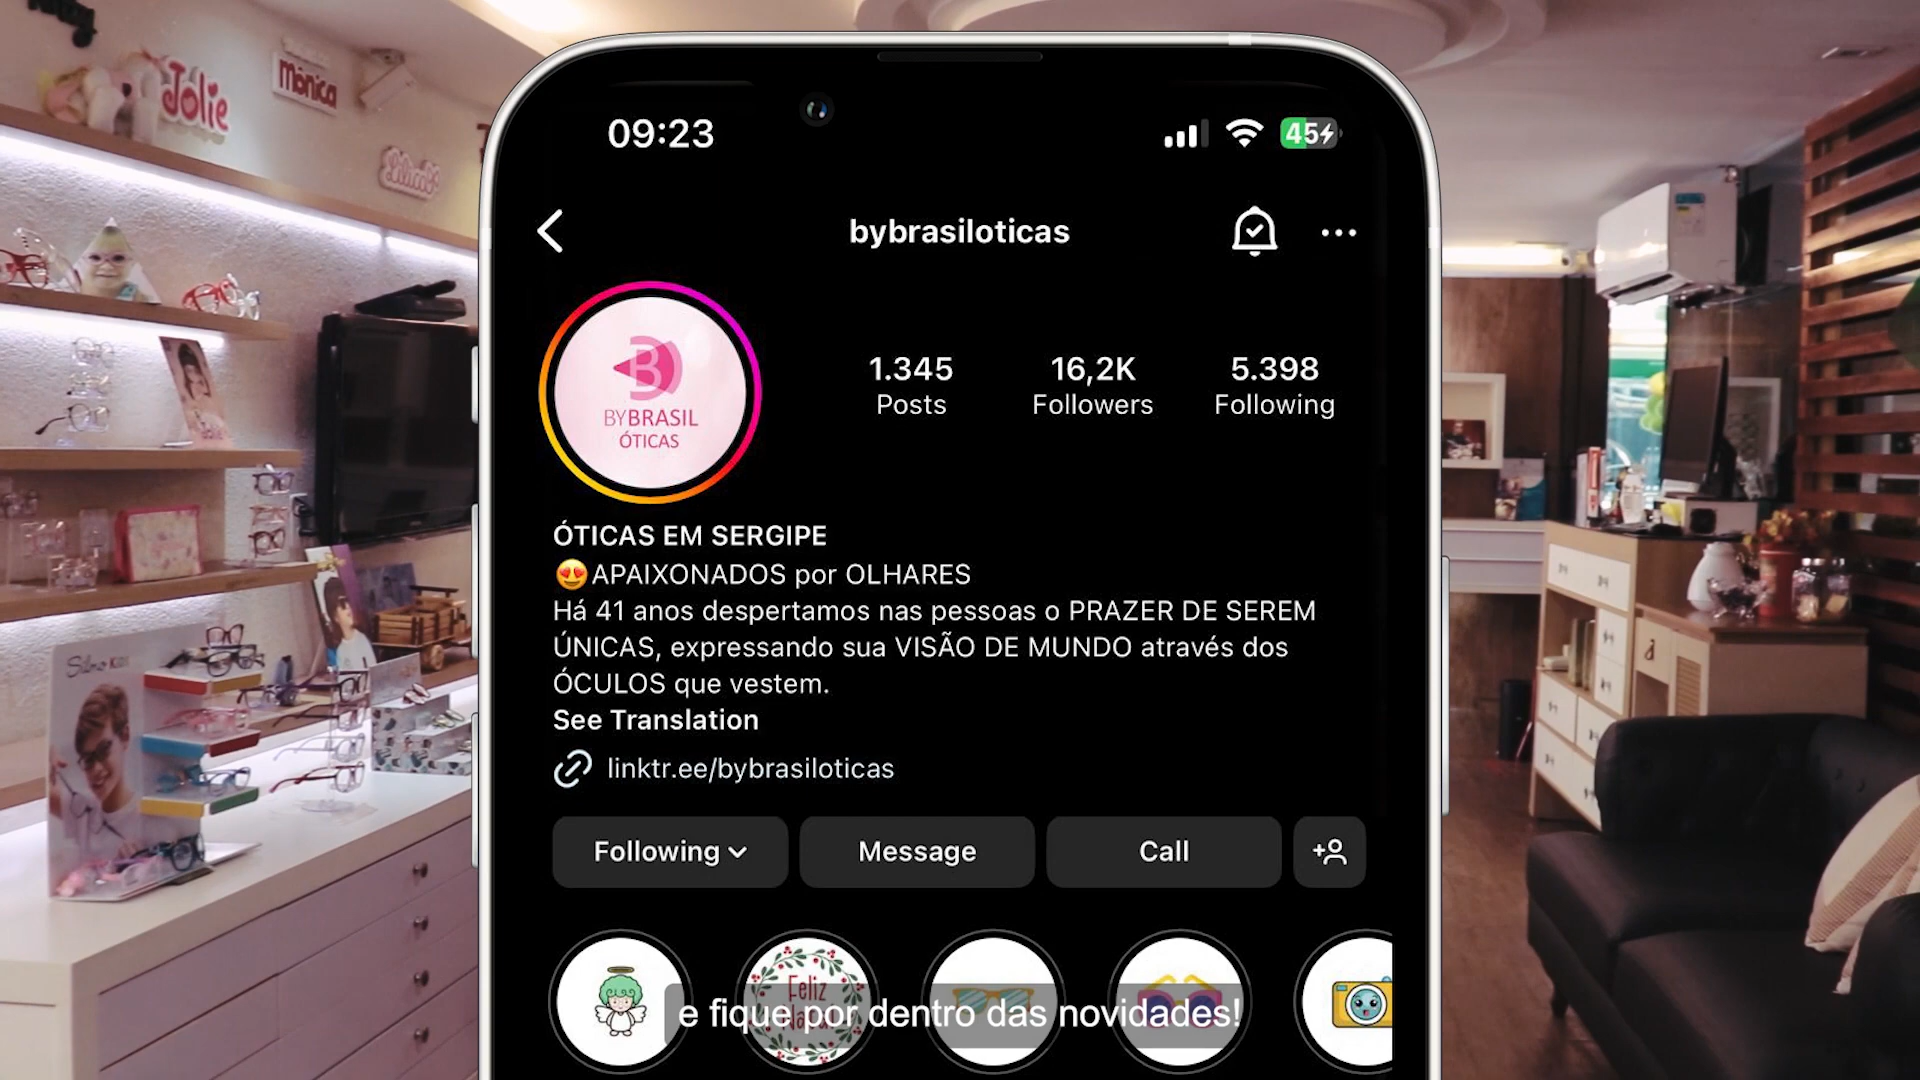 Jolie
Mônica
Lilica
09:23
45
bybrasiloticas
B
BYBRASIL
ÓTICAS
1.345
Posts
16,2K
Followers
5.398
Following
ÓTICAS EM SERGIPE
😍APAIXONADOS por OLHARES
Há 41 anos despertamos nas pessoas o PRAZER DE SEREM
ÚNICAS, expressando sua VISÃO DE MUNDO através dos
ÓCULOS que vestem.
See Translation
linktr.ee/bybrasiloticas
Following
Message
Call
Feliz
e fique por dentro das novidades!